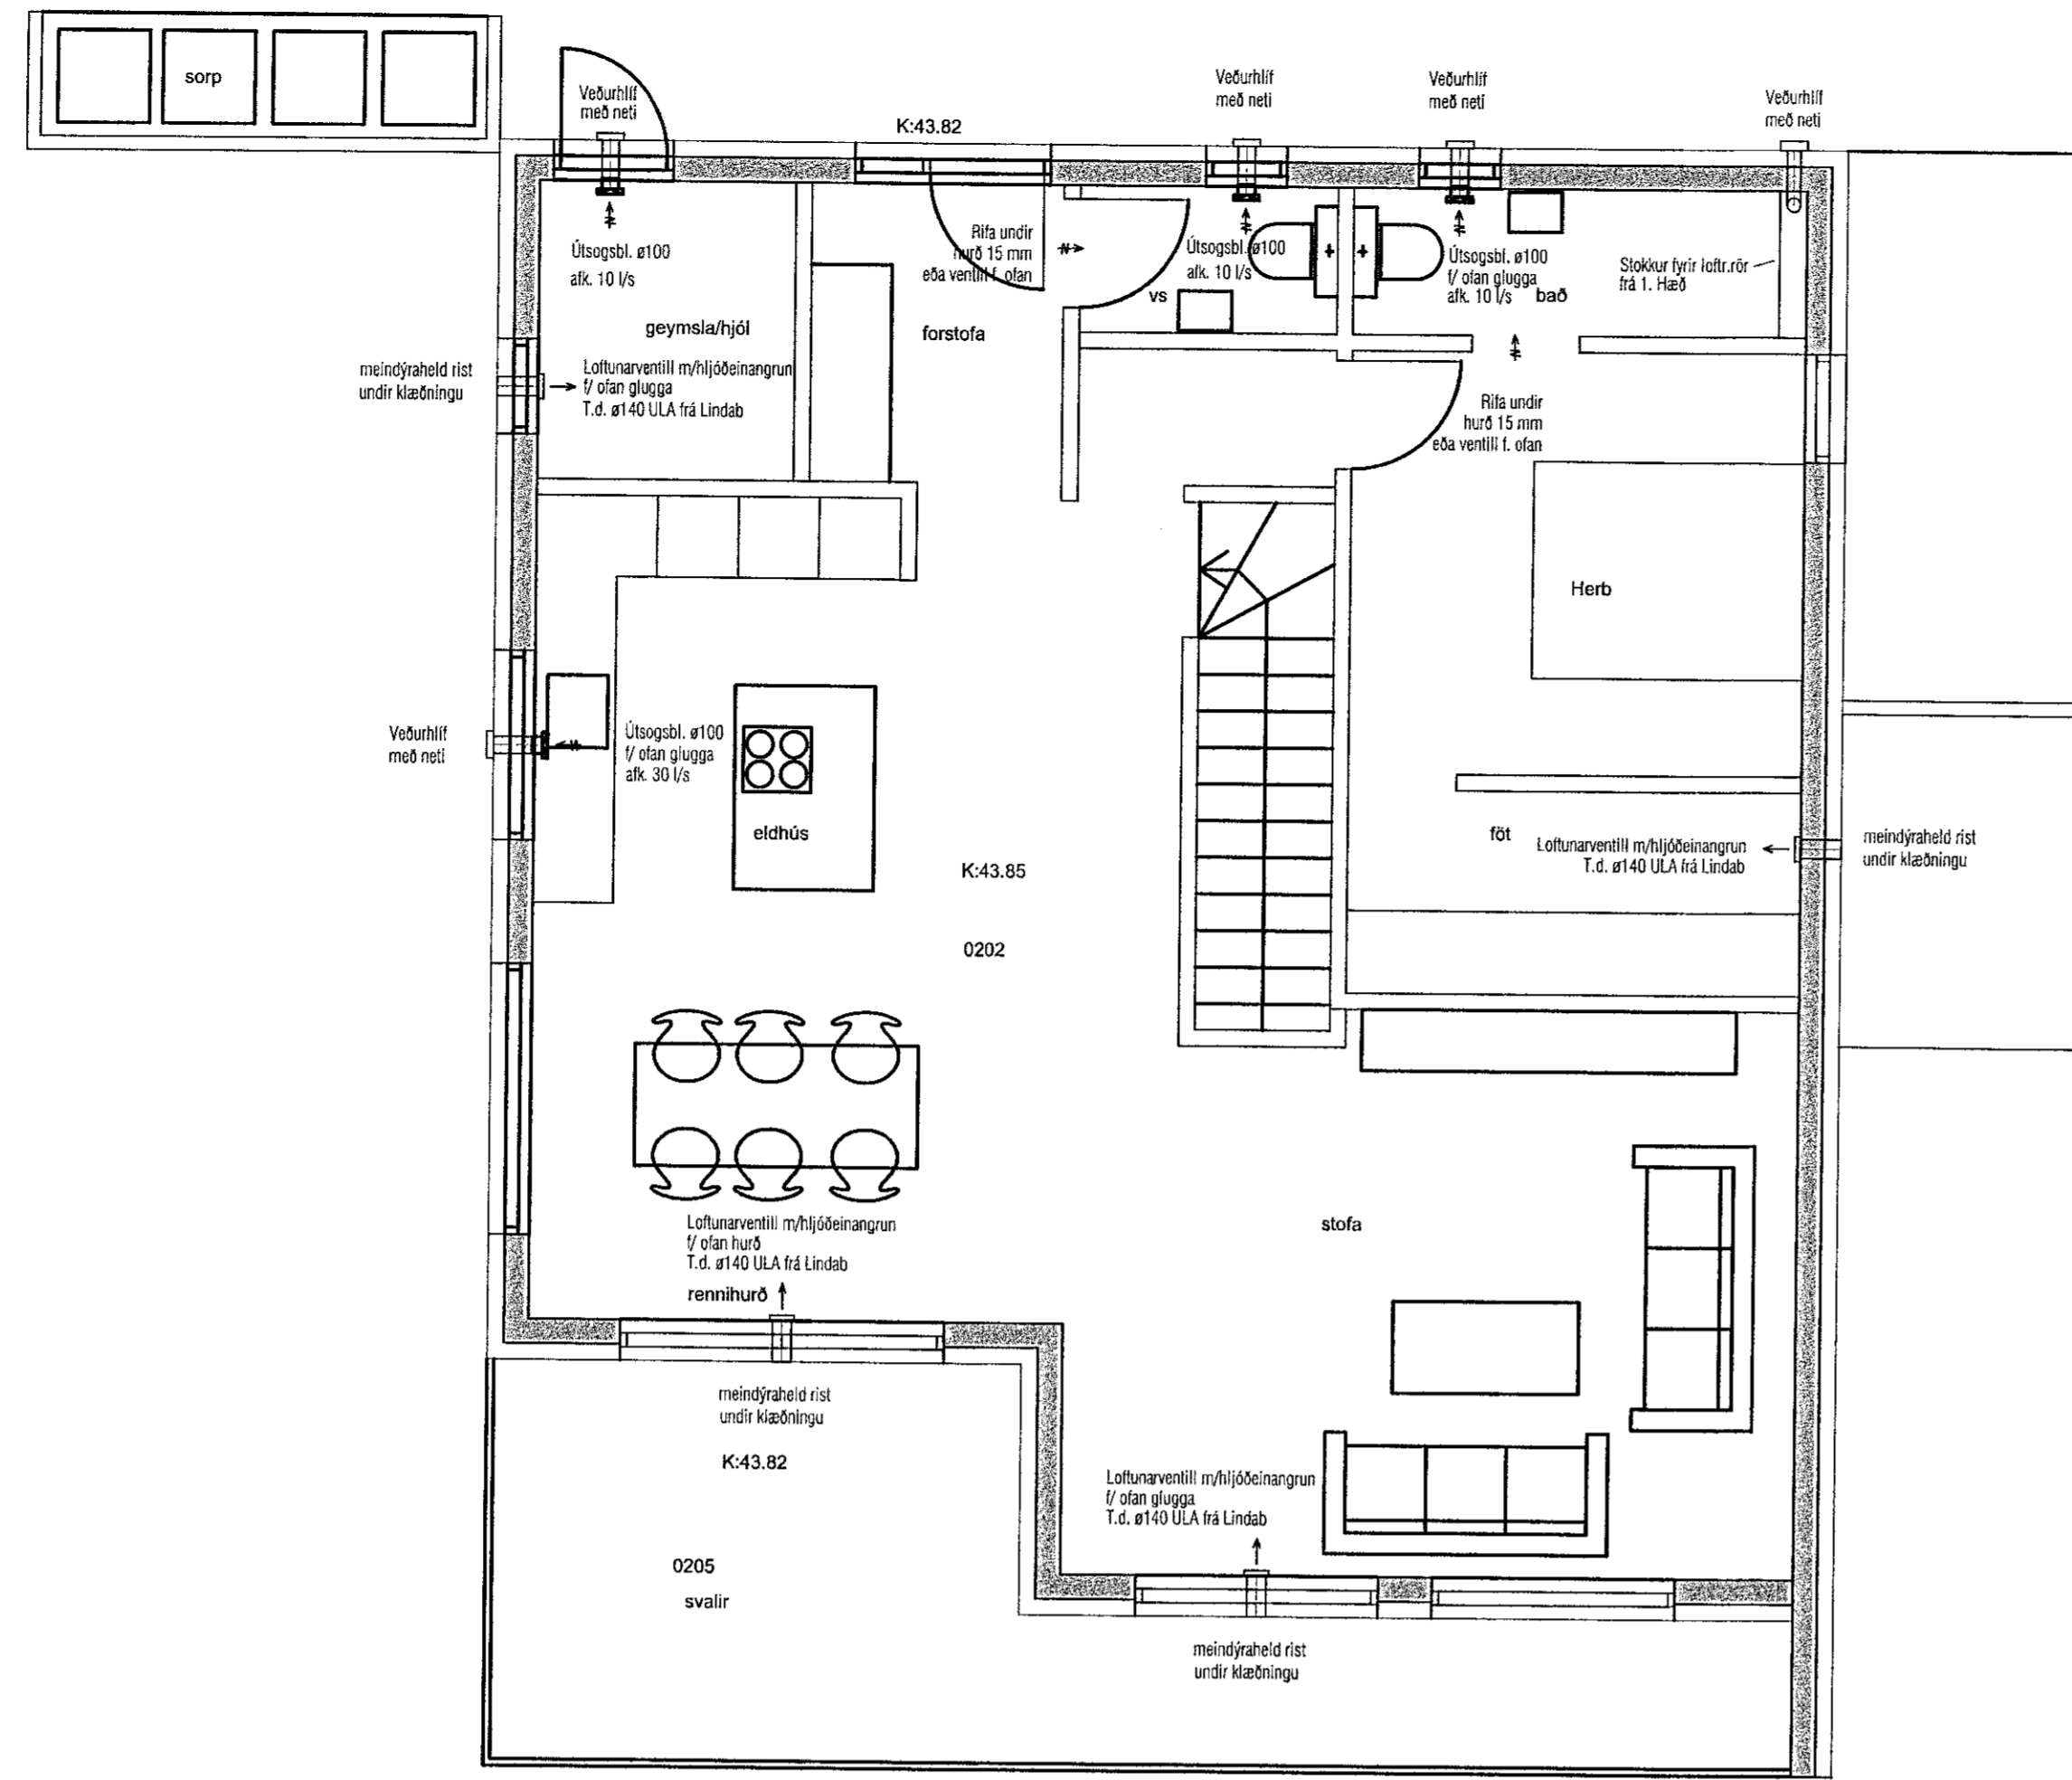 sorp
Veðurhlíf
með neti
K:43.82
Veðurhlíf
með neti
Veðurhlíf
með neti
Veðurhlíf
með neti
Útsogsbl. ø100
afk. 10 l/s
geymsla/hjól
Rifa undir
hurð 15 mm
eða ventill f. ofan
forstofa
Útsogsbl. ø100
afk. 10 l/s
vs
Útsogsbl. ø100
f/ ofan glugga
afk. 10 l/s
bað
Stokkur fyrir loftr.rör
frá 1. Hæð
meindýraheld rist
undir klæðningu
Loftunarventill m/hljóðeinangrun
f/ ofan glugga
T.d. ø140 ULA frá Lindab
Rifa undir
hurð 15 mm
eða ventill f. ofan
Herb
Veðurhlíf
með neti
Útsogsbl. ø100
f/ ofan glugga
afk. 30 l/s
eldhús
K:43.85
0202
föt
Loftunarventill m/hljóðeinangrun
T.d. ø140 ULA frá Lindab
meindýraheld rist
undir klæðningu
Loftunarventill m/hljóðeinangrun
f/ ofan hurð
T.d. ø140 ULA frá Lindab
rennihurð
stofa
meindýraheld rist
undir klæðningu
K:43.82
Loftunarventill m/hljóðeinangrun
f/ ofan glugga
T.d. ø140 ULA frá Lindab
0205
svalir
meindýraheld rist
undir klæðningu